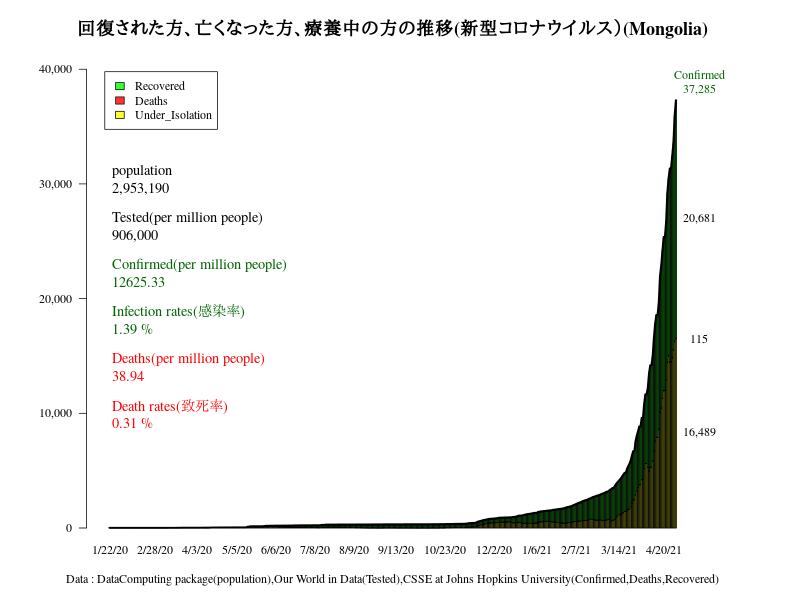 回復された方、亡くなった方、療養中の方の推移(新型コロナウイルス）(Mongolia)
Confirmed
37,285
40,000
30,000
20,000
10,000
0
Recovered
Deaths
Under_Isolation
population
2,953,190
Tested(per million people)
906,000
Confirmed(per million people)
12625.33
Infection rates(感染率)
1.39 %
Deaths(per million people)
38.94
Death rates(致死率)
0.31 %
20,681
115
16,489
1/22/20 2/28/20 4/3/20 5/5/20 6/6/20 7/8/20 8/9/20 9/13/20 10/23/20 12/2/20 1/6/21 2/7/21 3/14/21 4/20/21
Data : DataComputing package(population),Our World in Data(Tested),CSSE at Johns Hopkins University(Confirmed,Deaths,Recovered)